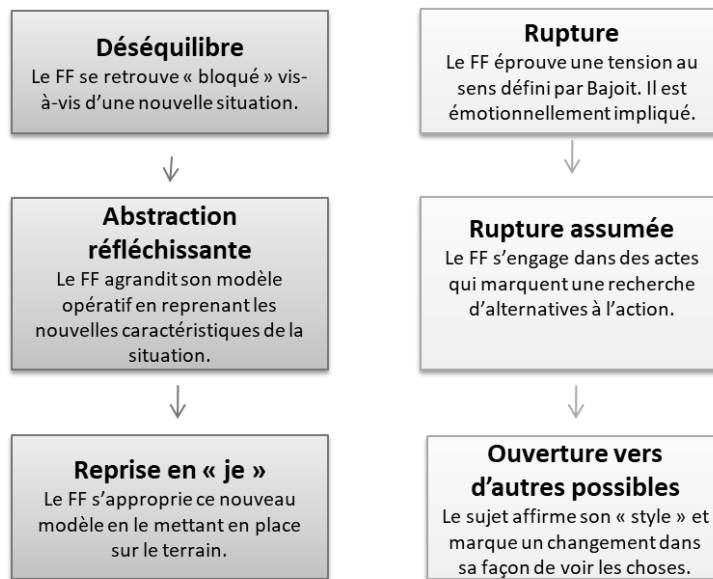 Déséquilibre
Le FF se retrouve « bloqué » vis-
à-vis d’une nouvelle situation.
Abstraction
réfléchissante
Le FF agrandit son modèle
opératif en reprenant les
nouvelles caractéristiques de la
situation.
Reprise en « je »
Le FF s’approprie ce nouveau
modèle en le mettant en place
sur le terrain.
Rupture
Le FF éprouve une tension au
sens défini par Bajoit. Il est
émotionnellement impliqué.
Rupture assumée
Le FF s’engage dans des actes
qui marquent une recherche
d’alternatives à l’action.
Ouverture vers
d’autres possibles
Le sujet affirme son « style » et
marque un changement dans
sa façon de voir les choses.